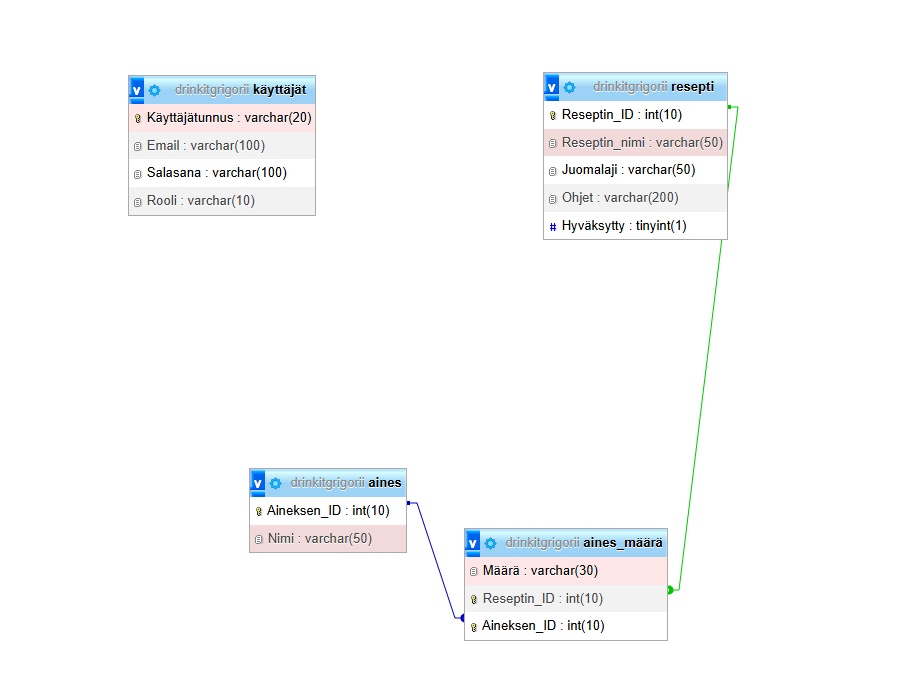 v drinkitgrigorii käyttäjät
Käyttäjätunnus : varchar(20)
Email : varchar(100)
Salasana : varchar(100)
Rooli : varchar(10)
v drinkitgrigorii resepti
Reseptin_ID : int(10)
Reseptin_nimi : varchar(50)
Juomalaji : varchar(50)
Ohjet : varchar(200)
# Hyväksytty : tinyint(1)
v drinkitgrigorii aines
Aineksen_ID : int(10)
Nimi : varchar(50)
v drinkitgrigorii aines_määrä
Määrä : varchar(30)
Reseptin_ID : int(10)
Aineksen_ID : int(10)